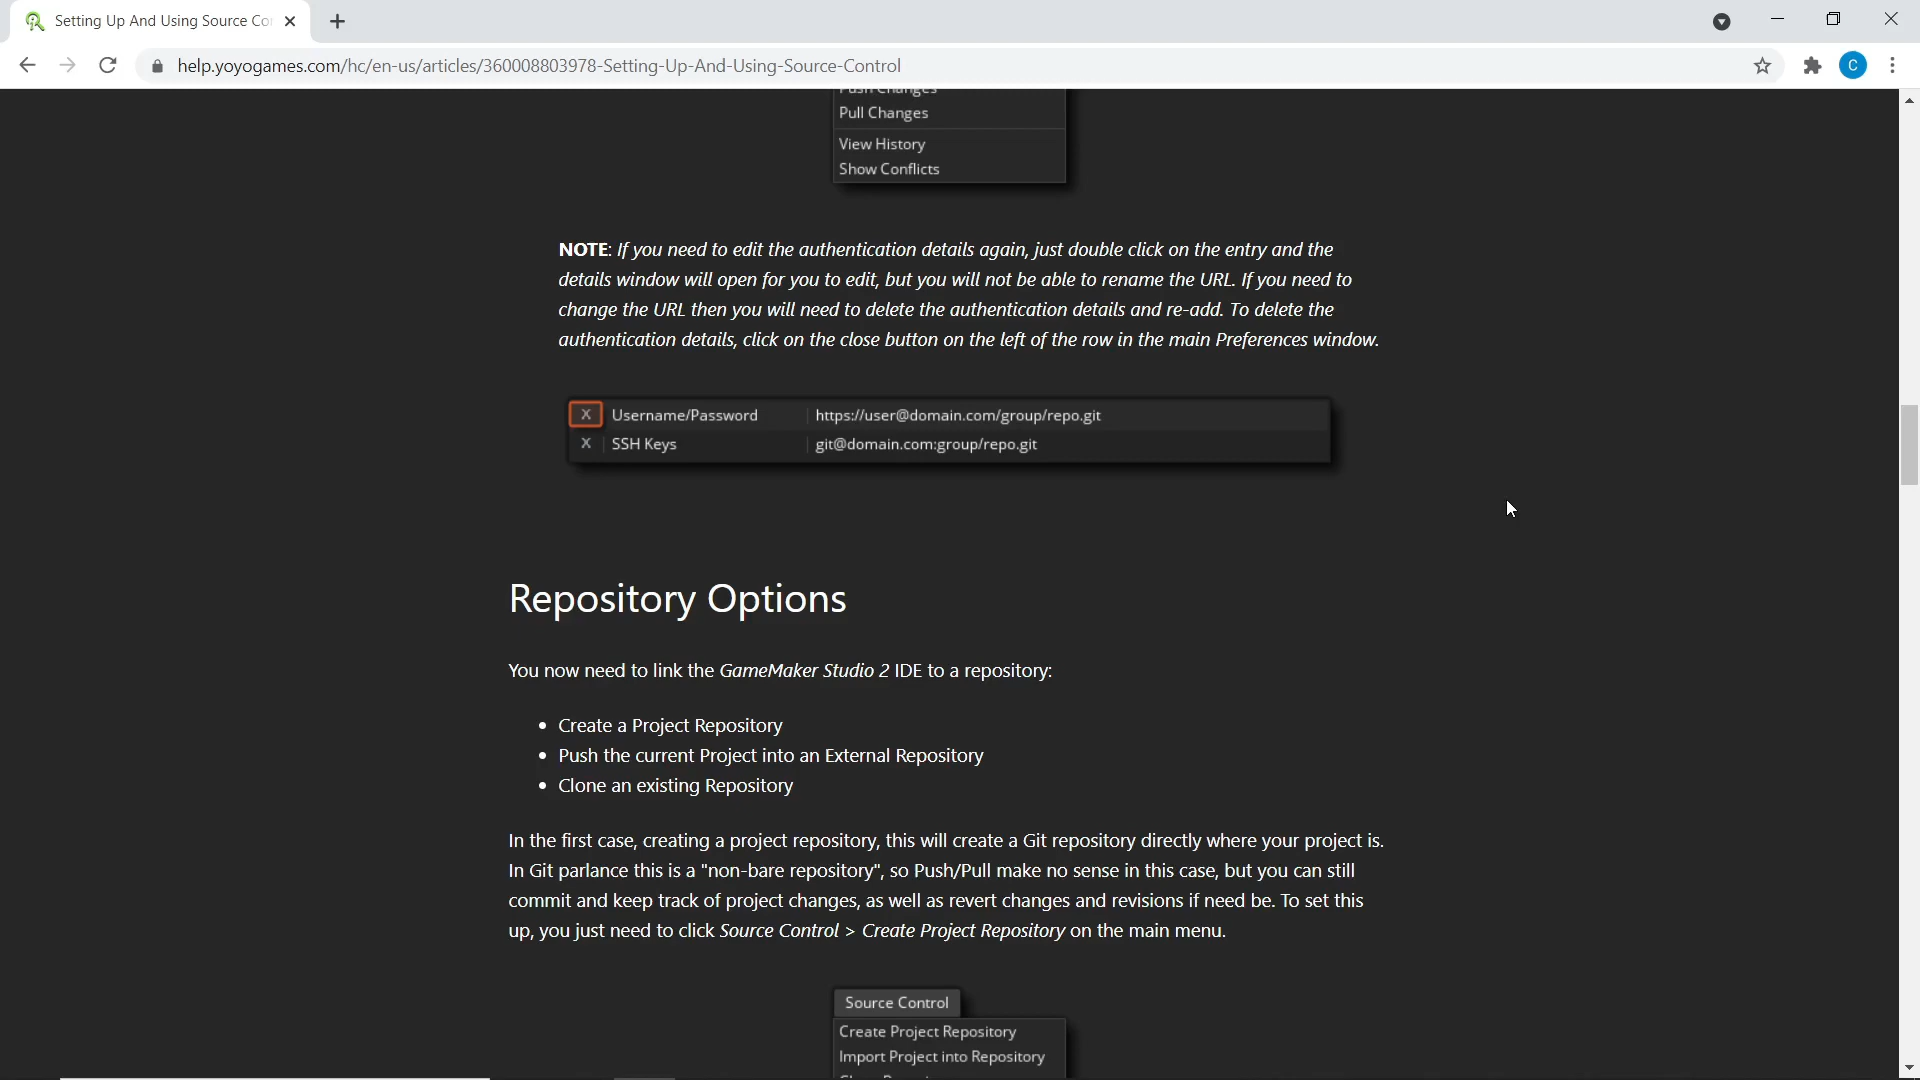 Setting Up And Using Source Co
help.yoyogames.com/hc/en-us/articles/360008803978-Setting-Up-And-Using-Source-Control
C
Push Changes
Pull Changes
View History
Show Conflicts
NOTE: If you need to edit the authentication details again, just double click on the entry and the
details window will open for you to edit, but you will not be able to rename the URL. If you need to
change the URL then you will need to delete the authentication details and re-add. To delete the
authentication details, click on the close button on the left of the row in the main Preferences window.
X Username/Password https://user@domain.com/group/repo.git
X SSH Keys git@domain.com:group/repo.git
Repository Options
You now need to link the GameMaker Studio 2 IDE to a repository:
• Create a Project Repository
• Push the current Project into an External Repository
• Clone an existing Repository
In the first case, creating a project repository, this will create a Git repository directly where your project is.
In Git parlance this is a "non-bare repository", so Push/Pull make no sense in this case, but you can still
commit and keep track of project changes, as well as revert changes and revisions if need be. To set this
up, you just need to click Source Control > Create Project Repository on the main menu.
Source Control
Create Project Repository
Import Project into Repository